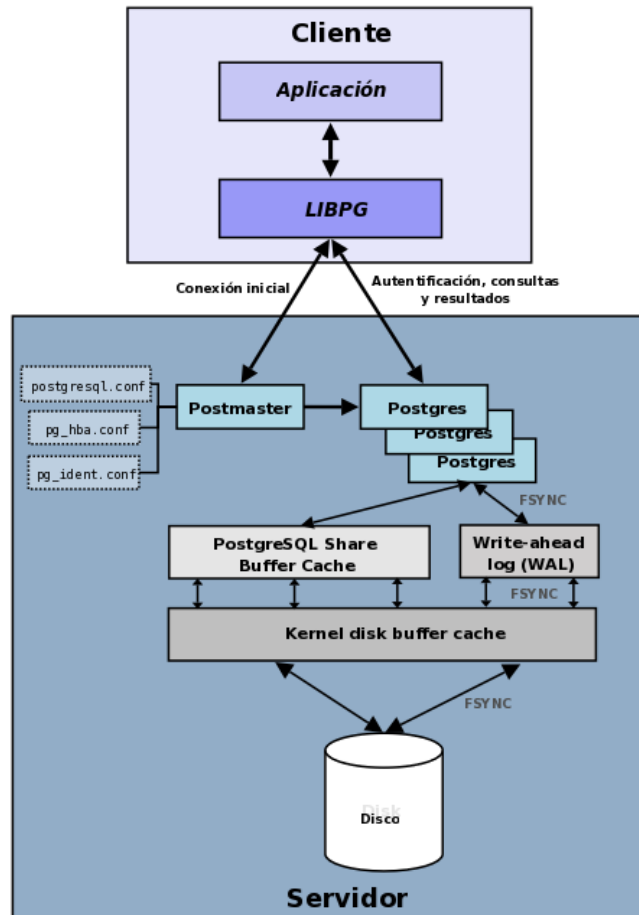 Cliente
Aplicación
LIBPG
Conexión inicial
Autentificación, consultas
y resultados
postgresql.conf
pg_hba.conf
pg_ident.conf
Postmaster
Postgres
Postgres
Postgres
FSYNC
PostgreSQL Share
Buffer Cache
Write-ahead
log (WAL)
FSYNC
Kernel disk buffer cache
FSYNC
Disk
Disco
Servidor